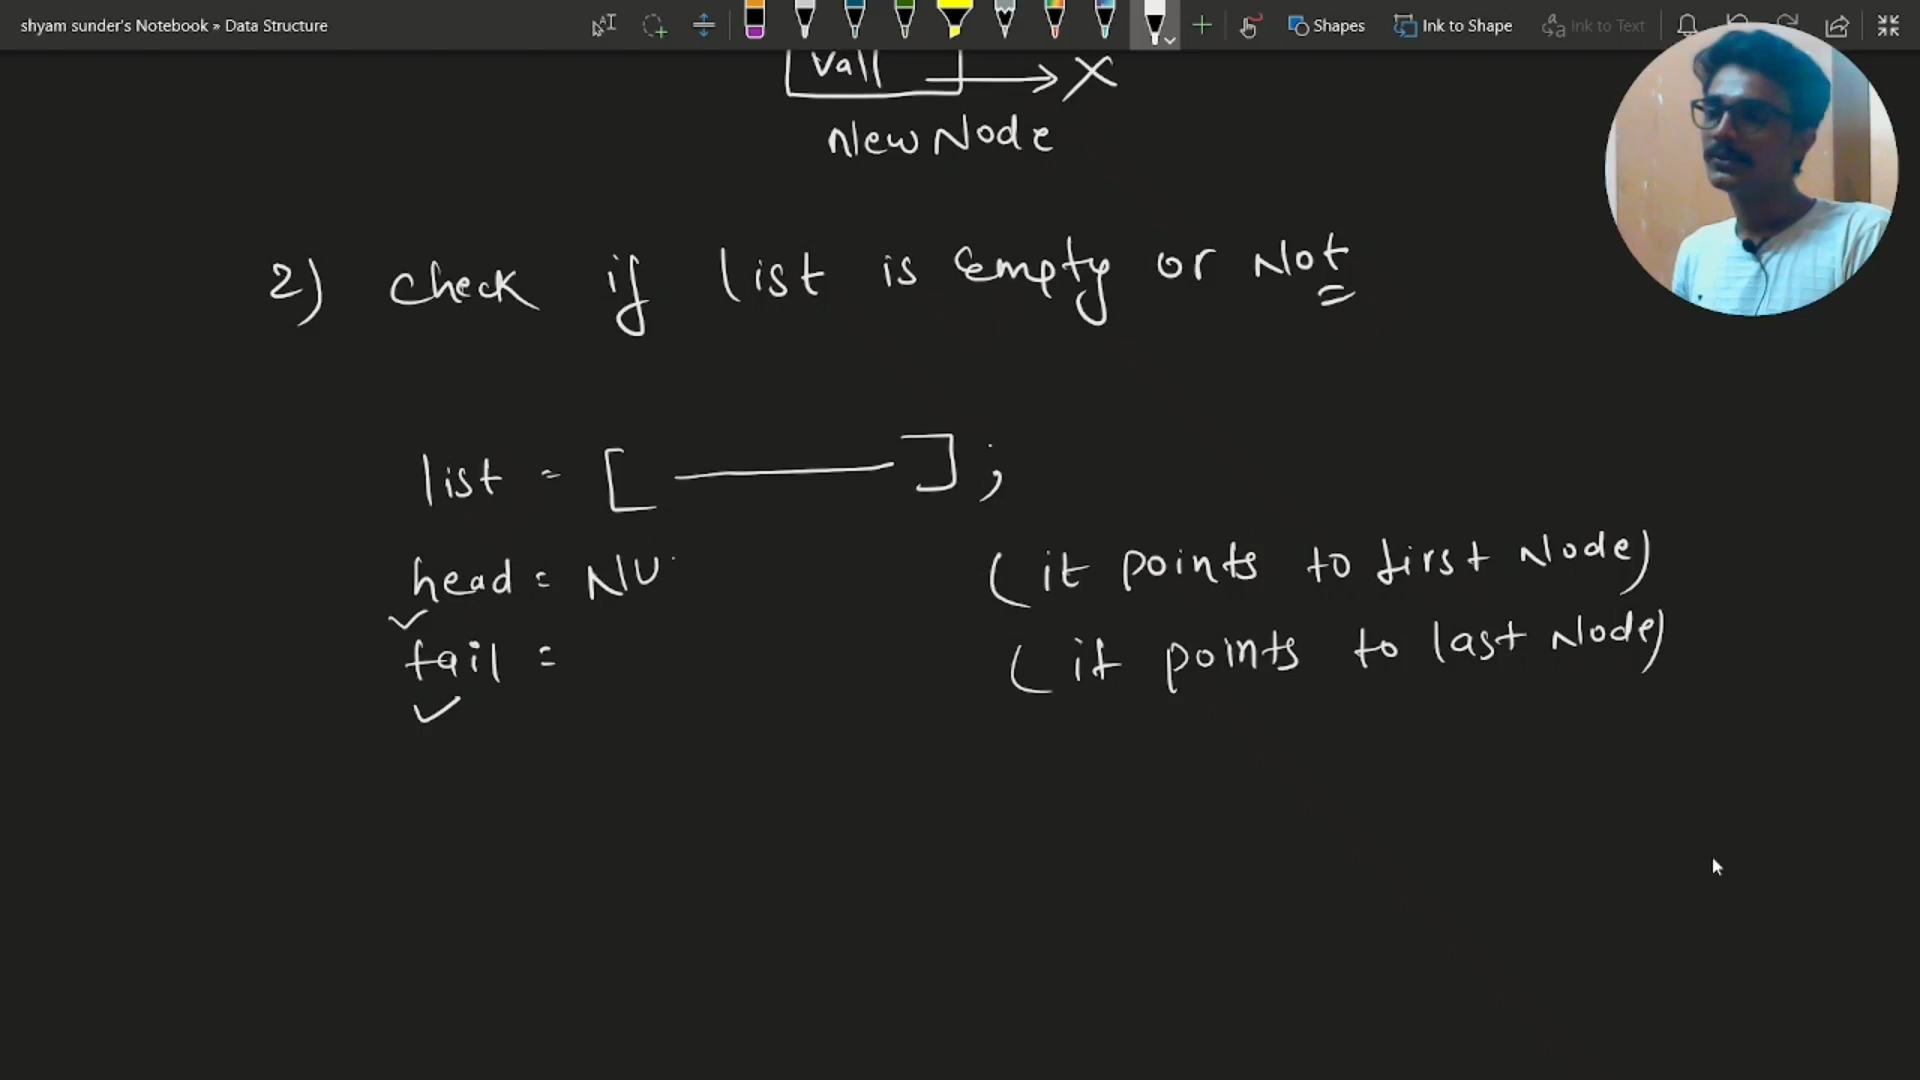 shyam sunder's Notebook » Data Structure
Shapes
Ink to Shape
Ink to Text
val1 → X
New Node
2) check if list is Empty or Not
list = [ ——— ] ;
head = NU (it points to first Node)
tail = (it points to last Node)